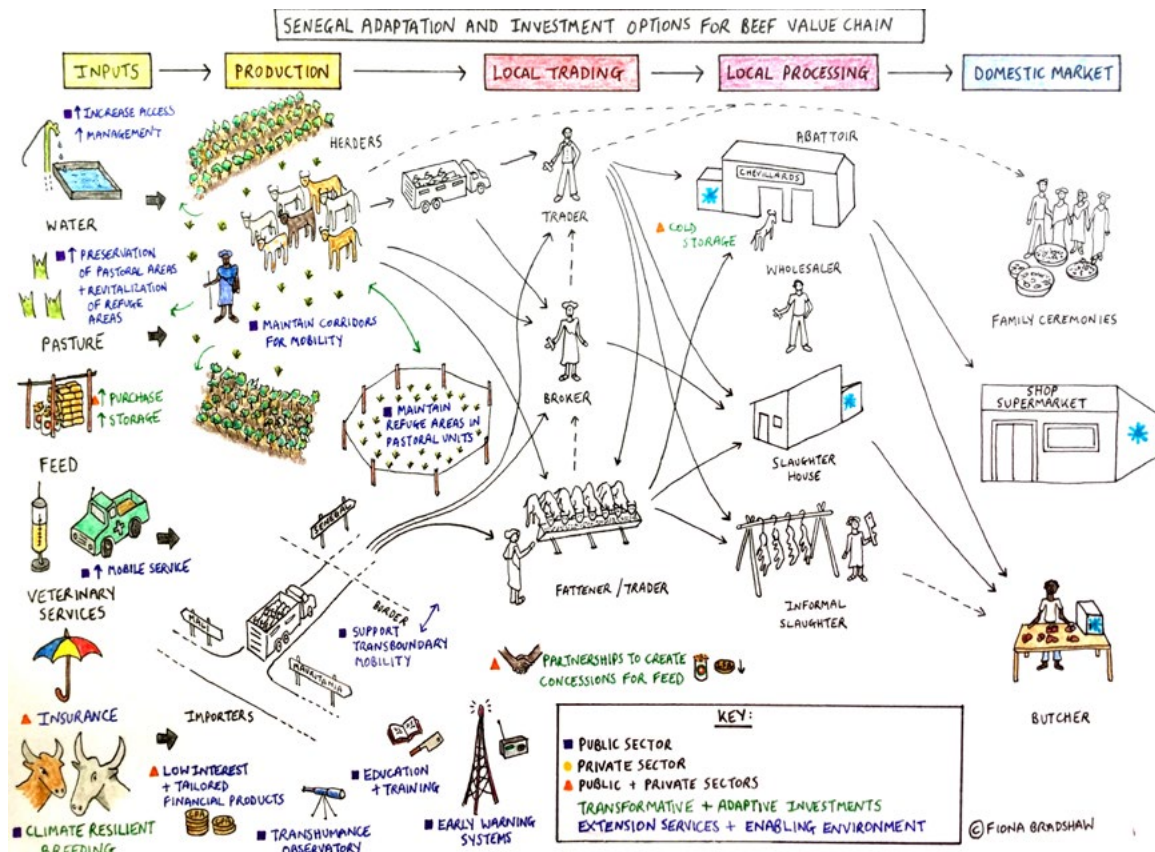 SENEGAL ADAPTATION AND INVESTMENT OPTIONS FOR BEEF VALUE CHAIN
INPUTS
PRODUCTION
LOCAL TRADING
LOCAL PROCESSING
DOMESTIC MARKET
↑ INCREASE ACCESS
↑ MANAGEMENT
WATER
↑ PRESERVATION
OF PASTORAL AREAS
+ REVITALIZATION
OF REFUGE
AREAS
PASTURE
↑ PURCHASE
↑ STORAGE
FEED
↑ MOBILE SERVICE
VETERINARY
SERVICES
INSURANCE
CLIMATE RESILIENT
BREEDING
HERDERS
MAINTAIN CORRIDORS
FOR MOBILITY
MAINTAIN
REFUGE AREAS IN
PASTORAL UNITS
SENEGAL
MALI
BORDER
MAURITANIA
SUPPORT
TRANSBOUNDARY
MOBILITY
IMPORTERS
LOW INTEREST
+ TAILORED
FINANCIAL PRODUCTS
TRANSHUMANCE
OBSERVATORY
EDUCATION
+ TRAINING
EARLY WARNING
SYSTEMS
TRADER
BROKER
FATTENER / TRADER
PARTNERSHIPS TO CREATE
CONCESSIONS FOR FEED
ABATTOIR
CHEVILLARDS
COLD
STORAGE
WHOLESALER
SLAUGHTER
HOUSE
INFORMAL
SLAUGHTER
FAMILY CEREMONIES
SHOP
SUPERMARKET
BUTCHER
KEY:
PUBLIC SECTOR
PRIVATE SECTOR
PUBLIC + PRIVATE SECTORS
TRANSFORMATIVE + ADAPTIVE INVESTMENTS
EXTENSION SERVICES + ENABLING ENVIRONMENT
© FIONA BRADSHAW